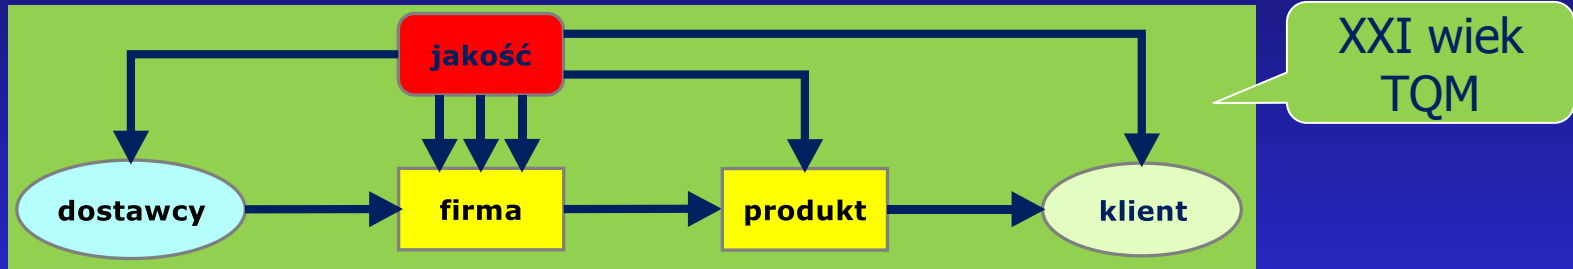 jakość
XXI wiek
TQM
dostawcy
firma
produkt
klient